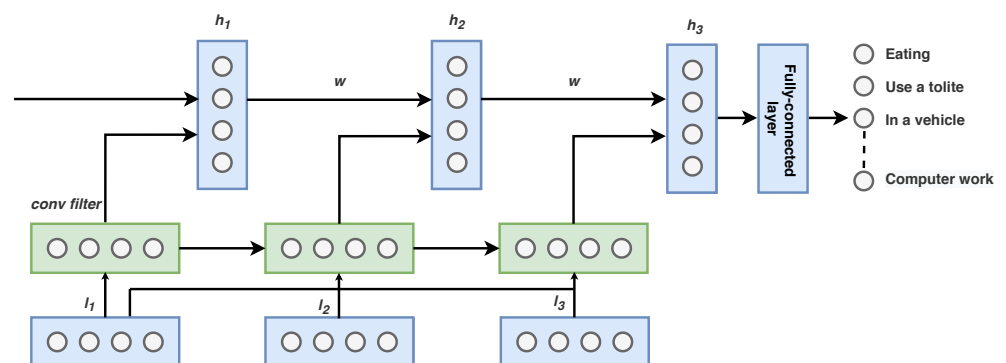 h1
h2
h3
w
w
Fully-connected
layer
Eating
Use a tolite
In a vehicle
Computer work
conv filter
l1
l2
l3